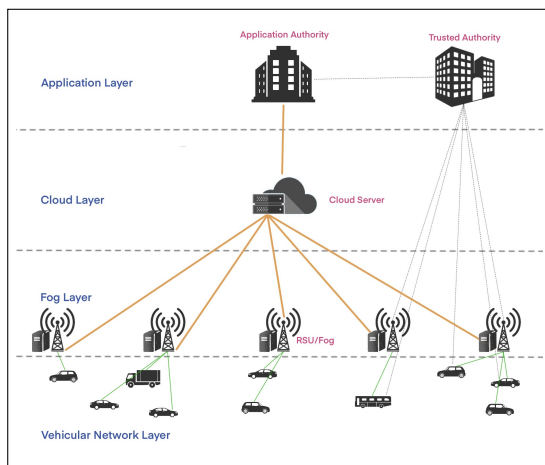 Application Authority
Trusted Authority
Application Layer
Cloud Layer
Cloud Server
Fog Layer
RSU/Fog
Vehicular Network Layer